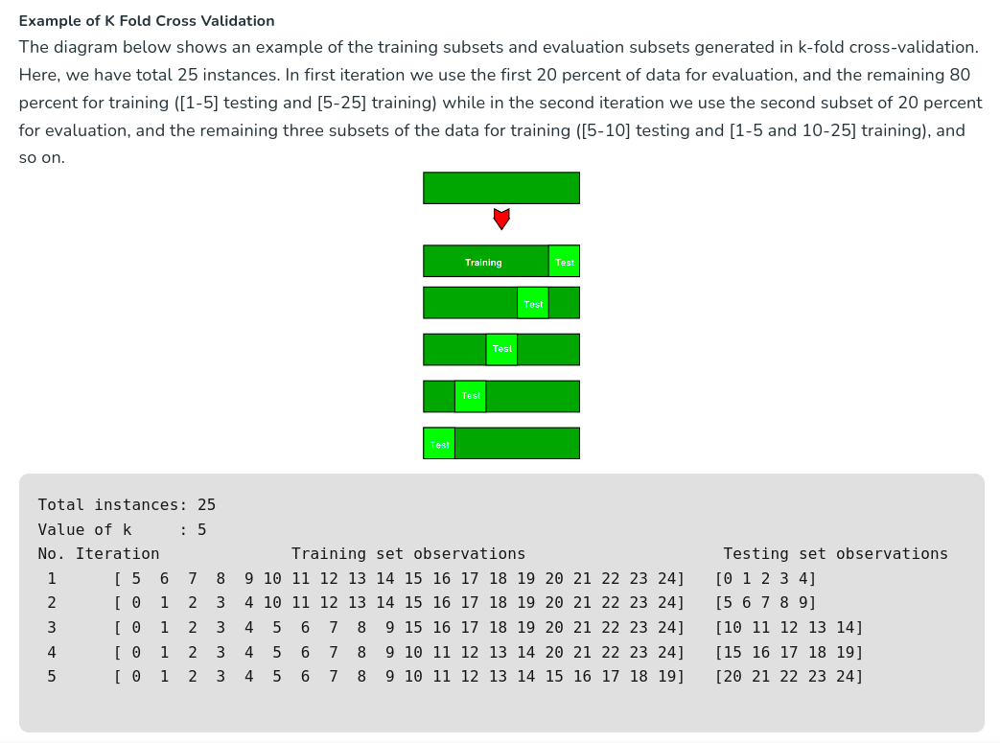 Example of K Fold Cross Validation
The diagram below shows an example of the training subsets and evaluation subsets generated in k-fold cross-validation.
Here, we have total 25 instances. In first iteration we use the first 20 percent of data for evaluation, and the remaining 80
percent for training ([1-5] testing and [5-25] training) while in the second iteration we use the second subset of 20 percent
for evaluation, and the remaining three subsets of the data for training ([5-10] testing and [1-5 and 10-25] training), and
so on.
Training Test
Test
Test
Test
Test
Total instances: 25
Value of k     : 5
No. Iteration              Training set observations                     Testing set observations
 1      [ 5  6  7  8  9 10 11 12 13 14 15 16 17 18 19 20 21 22 23 24]   [0 1 2 3 4]
 2      [ 0  1  2  3  4 10 11 12 13 14 15 16 17 18 19 20 21 22 23 24]   [5 6 7 8 9]
 3      [ 0  1  2  3  4  5  6  7  8  9 15 16 17 18 19 20 21 22 23 24]   [10 11 12 13 14]
 4      [ 0  1  2  3  4  5  6  7  8  9 10 11 12 13 14 20 21 22 23 24]   [15 16 17 18 19]
 5      [ 0  1  2  3  4  5  6  7  8  9 10 11 12 13 14 15 16 17 18 19]   [20 21 22 23 24]